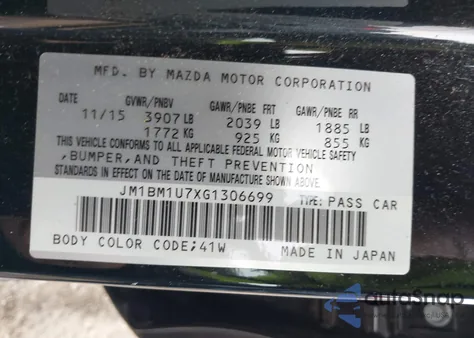 MFD. BY MAZDA MOTOR CORPORATION
DATE GVWR/PNBV GAWR/PNBE FRT GAWR/PNBE RR
11/15 3907 LB 2039 LB 1885 LB
1772 KG 925 KG 855 KG
THIS VEHICLE CONFORMS TO ALL APPLICABLE FEDERAL MOTOR VEHICLE SAFETY
,BUMPER,AND THEFT PREVENTION
STANDARDS IN EFFECT ON THE DATE OF MANUFACTURE SHOWN ABOVE.
JM1BM1U7XG1306699 TYPE: PASS CAR
BODY COLOR CODE;41W MADE IN JAPAN
AutoSnap